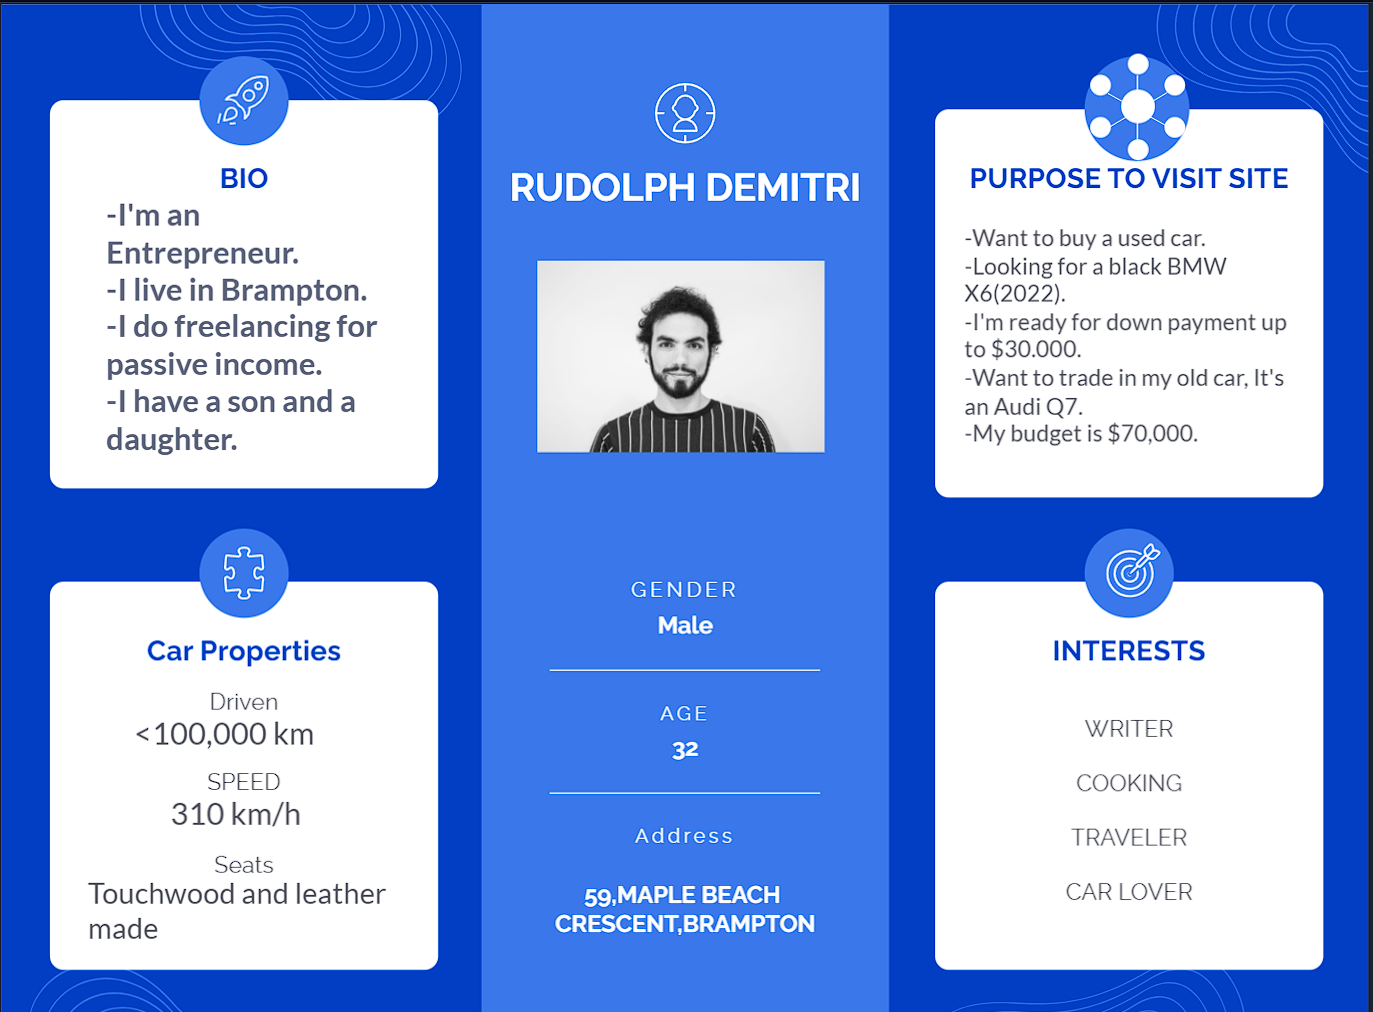 BIO
-I'm an
Entrepreneur.
-I live in Brampton.
-I do freelancing for
passive income.
-I have a son and a
daughter.
Car Properties
Driven
<100,000 km
SPEED
310 km/h
Seats
Touchwood and leather
made
RUDOLPH DEMITRI
GENDER
Male
AGE
32
Address
59,MAPLE BEACH
CRESCENT,BRAMPTON
PURPOSE TO VISIT SITE
-Want to buy a used car.
-Looking for a black BMW
X6(2022).
-I'm ready for down payment up
to $30.000.
-Want to trade in my old car, It's
an Audi Q7.
-My budget is $70,000.
INTERESTS
WRITER
COOKING
TRAVELER
CAR LOVER